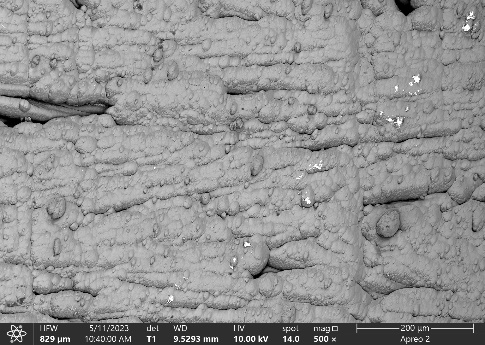 HFW 5/11/2023 det WD HV spot mag □ 200 µm
829 µm 10:40:00 AM T1 9.5293 mm 10.00 kV 14.0 500 × Apreo 2